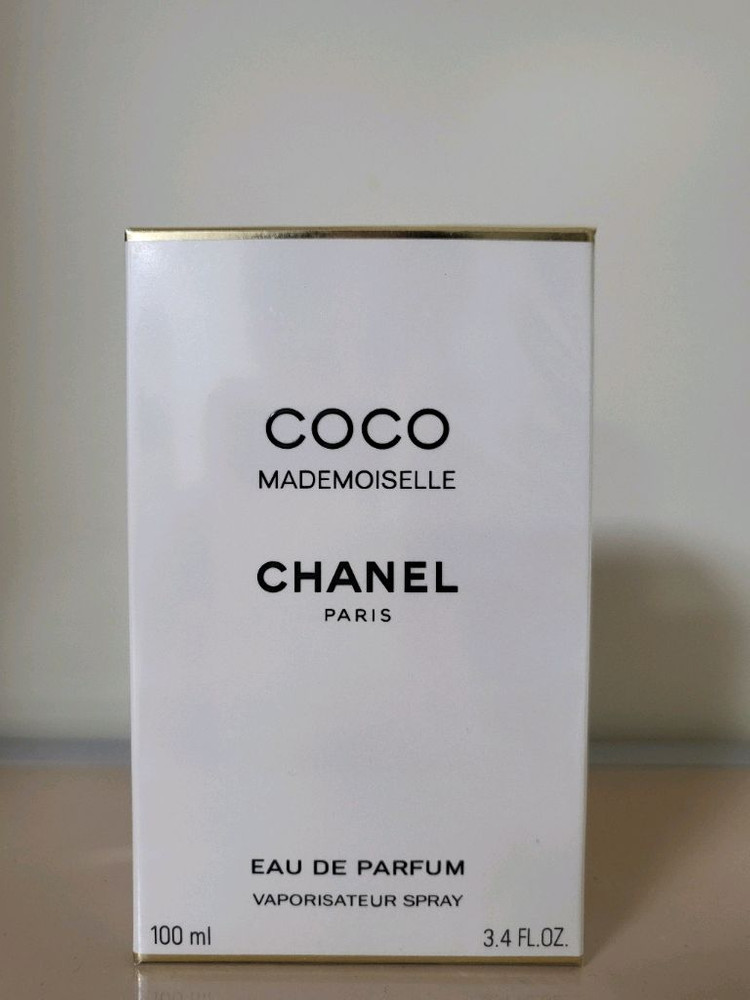 COCO
MADEMOISELLE
CHANEL
PARIS
EAU DE PARFUM
VAPORISATEUR SPRAY
100 ml 3.4 FL.OZ.